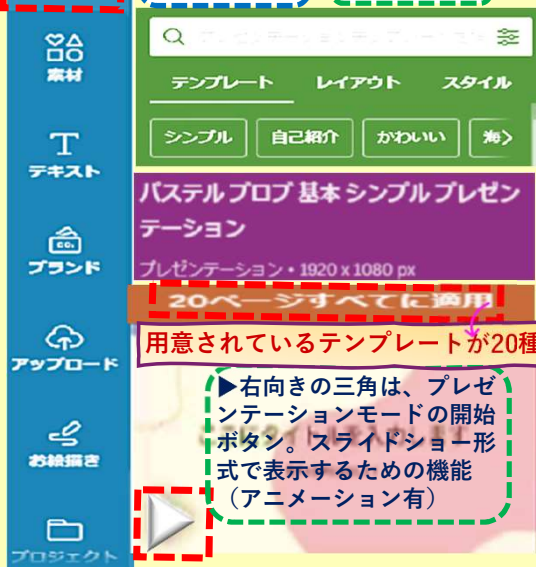 素材
テキスト
ブランド
アップロード
お絵描き
プロジェクト
テンプレート レイアウト スタイル
シンプル 自己紹介 かわいい 海>
パステル ブロブ 基本 シンプル プレゼン
テーション
プレゼンテーション • 1920 x 1080 px
20ページすべてに適用
用意されているテンプレートが20種
▶右向きの三角は、プレゼ
ンテーションモードの開始
ボタン。スライドショー形
式で表示するための機能
(アニメーション有)